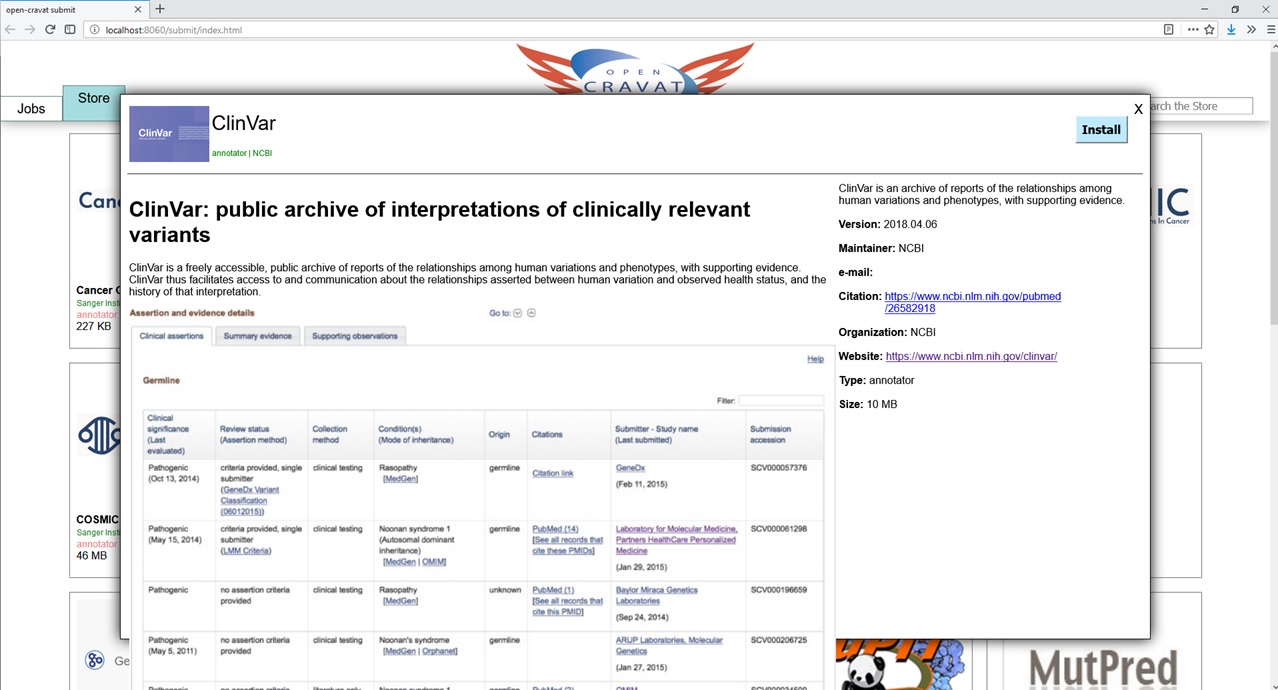 open-cravat submit
localhost:8060/submit/index.html
OPEN
CRAVAT
Jobs
Store
arch the Store
X
ClinVar
ClinVar
annotator | NCBI
Install
ClinVar: public archive of interpretations of clinically relevant
variants
ClinVar is a freely accessible, public archive of reports of the relationships among human variations and phenotypes, with supporting evidence.
ClinVar thus facilitates access to and communication about the relationships asserted between human variation and observed health status, and the
history of that interpretation.
Assertion and evidence details
Go to:
Clinical assertions
Summary evidence
Supporting observations
Help
Germline
Filter:
Clinical
significance
(Last
evaluated)
Review status
(Assertion method)
Collection
method
Condition(s)
(Mode of inheritance)
Origin
Citations
Submitter - Study name
(Last submitted)
Submission
accession
Pathogenic
(Oct 13, 2014)
criteria provided, single
submitter
(GeneDx Variant
Classification
(06012015))
clinical testing
Rasopathy
[MedGen]
germline
Citation link
GeneDx
(Feb 11, 2015)
SCV000057376
Pathogenic
(May 15, 2014)
criteria provided, single
submitter
(LMM Criteria)
clinical testing
Noonan syndrome 1
(Autosomal dominant
inheritance)
[MedGen | OMIM]
germline
PubMed (14)
[See all records that
cite these PMIDs]
Laboratory for Molecular Medicine,
Partners HealthCare Personalized
Medicine
(Jan 29, 2015)
SCV000061298
Pathogenic
no assertion criteria
provided
clinical testing
Rasopathy
[MedGen]
unknown
PubMed (1)
[See all records that
cite this PMID]
Baylor Miraca Genetics
Laboratories
(Sep 24, 2014)
SCV000196659
Pathogenic
(May 5, 2011)
no assertion criteria
provided
clinical testing
Noonan's syndrome
[MedGen | Orphanet]
germline
ARUP Laboratories, Molecular
Genetics
(Jan 27, 2015)
SCV000206725
Pathogenic
no assertion criteria
literature only
Noonan syndrome 1
germline
PubMed (2)
OMIM
SCV000034600
ClinVar is an archive of reports of the relationships among
human variations and phenotypes, with supporting evidence.
Version: 2018.04.06
Maintainer: NCBI
e-mail:
Citation: https://www.ncbi.nlm.nih.gov/pubmed
/26582918
Organization: NCBI
Website: https://www.ncbi.nlm.nih.gov/clinvar/
Type: annotator
Size: 10 MB
Canc
Cancer G
Sanger Insti
annotator
227 KB
COSMIC
Sanger Insti
annotator
46 MB
Ge
IC
ns In Cancer
MutPred